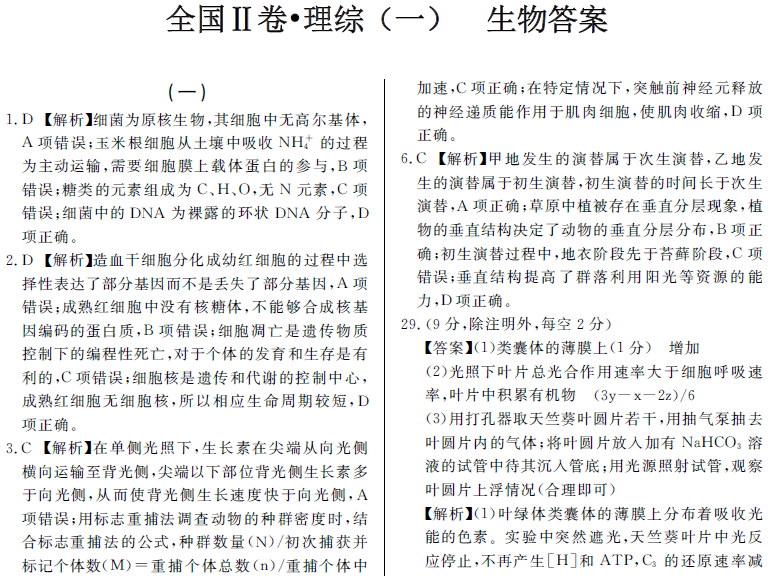 全国Ⅱ卷•理综（一）　生物答案
(一)
1. D 【解析】细菌为原核生物,其细胞中无高尔基体,
A 项错误;玉米根细胞从土壤中吸收 NH₄⁺ 的过程
为主动运输,需要细胞膜上载体蛋白的参与,B 项
错误;糖类的元素组成为 C、H、O,无 N 元素,C 项
错误;细菌中的 DNA 为裸露的环状 DNA 分子,D
项正确。
2. D 【解析】造血干细胞分化成幼红细胞的过程中选
择性表达了部分基因而不是丢失了部分基因,A 项
错误;成熟红细胞中没有核糖体,不能够合成核基
因编码的蛋白质,B 项错误;细胞凋亡是遗传物质
控制下的编程性死亡,对于个体的发育和生存是有
利的,C项错误;细胞核是遗传和代谢的控制中心,
成熟红细胞无细胞核,所以相应生命周期较短,D
项正确。
3. C 【解析】在单侧光照下,生长素在尖端从向光侧
横向运输至背光侧,尖端以下部位背光侧生长素多
于向光侧,从而使背光侧生长速度快于向光侧,A
项错误;用标志重捕法调查动物的种群密度时,结
合标志重捕法的公式,种群数量(N)/初次捕获并
标记个体数(M)＝重捕个体总数(n)/重捕个体中
加速,C 项正确;在特定情况下,突触前神经元释放
的神经递质能作用于肌肉细胞,使肌肉收缩,D 项
正确。
6. C 【解析】甲地发生的演替属于次生演替,乙地发
生的演替属于初生演替,初生演替的时间长于次生
演替,A 项正确;草原中植被存在垂直分层现象,植
物的垂直结构决定了动物的垂直分层分布,B 项正
确;初生演替过程中,地衣阶段先于苔藓阶段,C 项
错误;垂直结构提高了群落利用阳光等资源的能
力,D项正确。
29. (9 分,除注明外,每空 2 分)
【答案】(1)类囊体的薄膜上(1 分)　增加
(2)光照下叶片总光合作用速率大于细胞呼吸速
率,叶片中积累有机物　(3y－x－2z)/6
(3)用打孔器取天竺葵叶圆片若干,用抽气泵抽去
叶圆片内的气体;将叶圆片放入加有 NaHCO₃ 溶
液的试管中待其沉入管底;用光源照射试管,观察
叶圆片上浮情况(合理即可)
【解析】(1)叶绿体类囊体的薄膜上分布着吸收光
能的色素。实验中突然遮光,天竺葵叶片中光反
应停止,不再产生[H]和 ATP,C₃ 的还原速率减